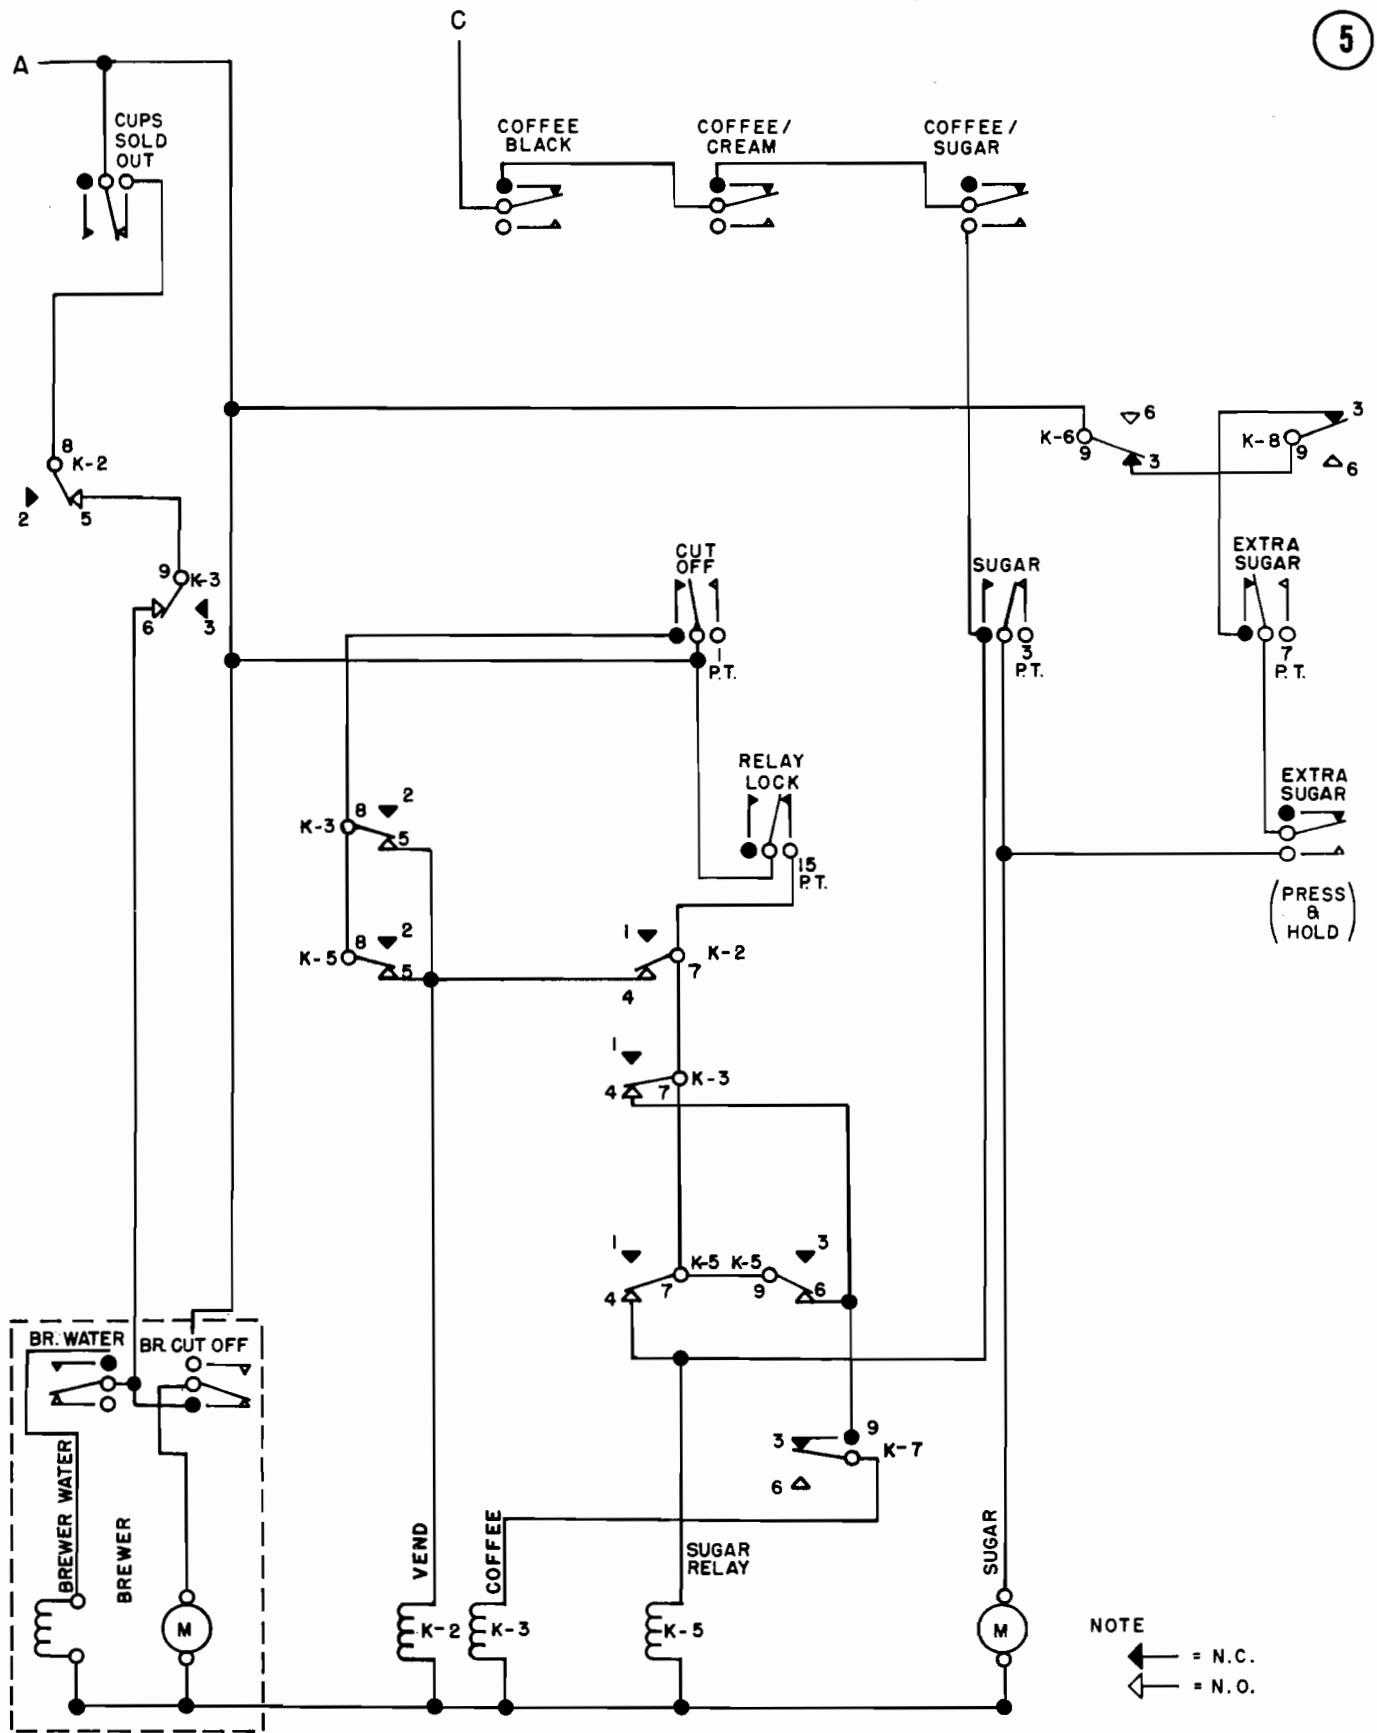 C
5
A
CUPS
SOLD
OUT
COFFEE
BLACK
COFFEE/
CREAM
COFFEE/
SUGAR
6
K-6
9
3
3
K-8
9
6
8
K-2
2
5
9
K-3
6
3
CUT
OFF
1
P.T.
SUGAR
3
P.T.
EXTRA
SUGAR
7
P.T.
RELAY
LOCK
15
P.T.
EXTRA
SUGAR
(PRESS
&
HOLD)
K-3
8
2
5
K-5
8
2
5
1
K-2
7
4
1
K-3
4
7
1
K-5
4
7
K-5
9
3
6
BR. WATER
BR. CUT OFF
3
9
K-7
6
BREWER WATER
BREWER
VEND
COFFEE
SUGAR
RELAY
SUGAR
M
K-2
K-3
K-5
M
NOTE
= N.C.
= N.O.